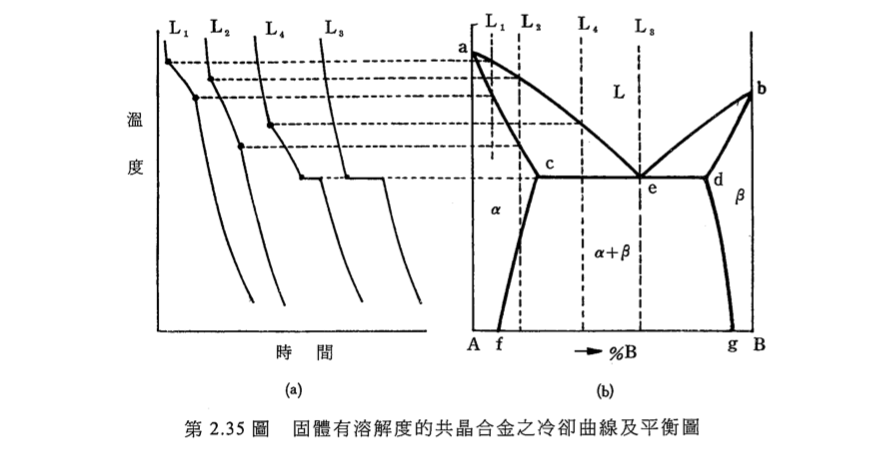 L₁ L₂ L₄ L₃
溫度
時間
(a)
L₁ L₂ L₄ L₃
a
L
b
c
e
d
α
β
α+β
A f → %B g B
(b)
第 2.35 圖 固體有溶解度的共晶合金之冷卻曲線及平衡圖